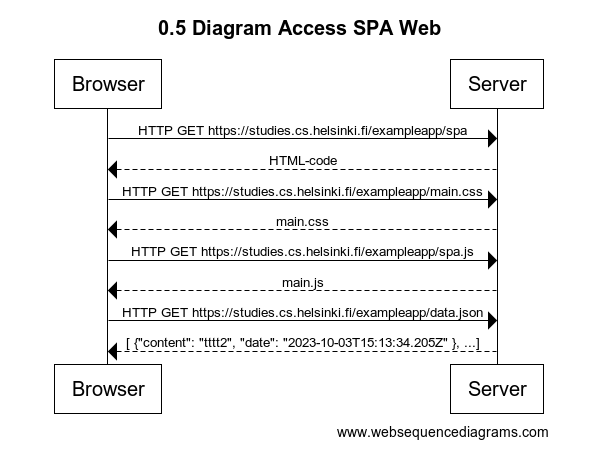 0.5 Diagram Access SPA Web
Browser
Server
HTTP GET https://studies.cs.helsinki.fi/exampleapp/spa
HTML-code
HTTP GET https://studies.cs.helsinki.fi/exampleapp/main.css
main.css
HTTP GET https://studies.cs.helsinki.fi/exampleapp/spa.js
main.js
HTTP GET https://studies.cs.helsinki.fi/exampleapp/data.json
[ {"content": "tttt2", "date": "2023-10-03T15:13:34.205Z" }, ...]
Browser
Server
www.websequencediagrams.com